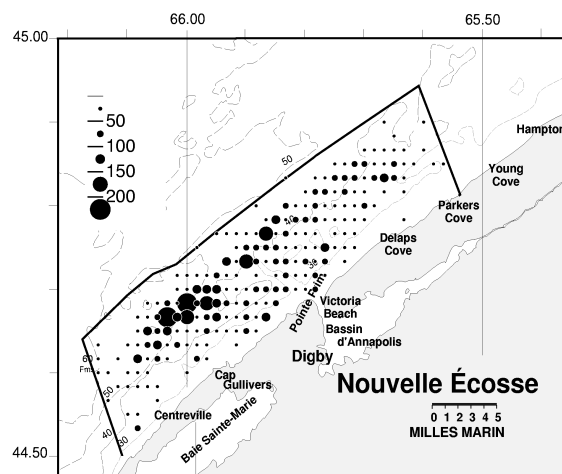 66.00
65.50
45.00
50
100
150
200
50
Hampton
Young
Cove
Parkers
Cove
40
Delaps
Cove
30
Pointe Prim
Victoria
Beach
Bassin
d'Annapolis
Digby
60
Fms
Cap
Gullivers
Nouvelle Écosse
50
Centreville
0 1 2 3 4 5
MILLES MARIN
Baie Sainte-Marie
40
30
44.50